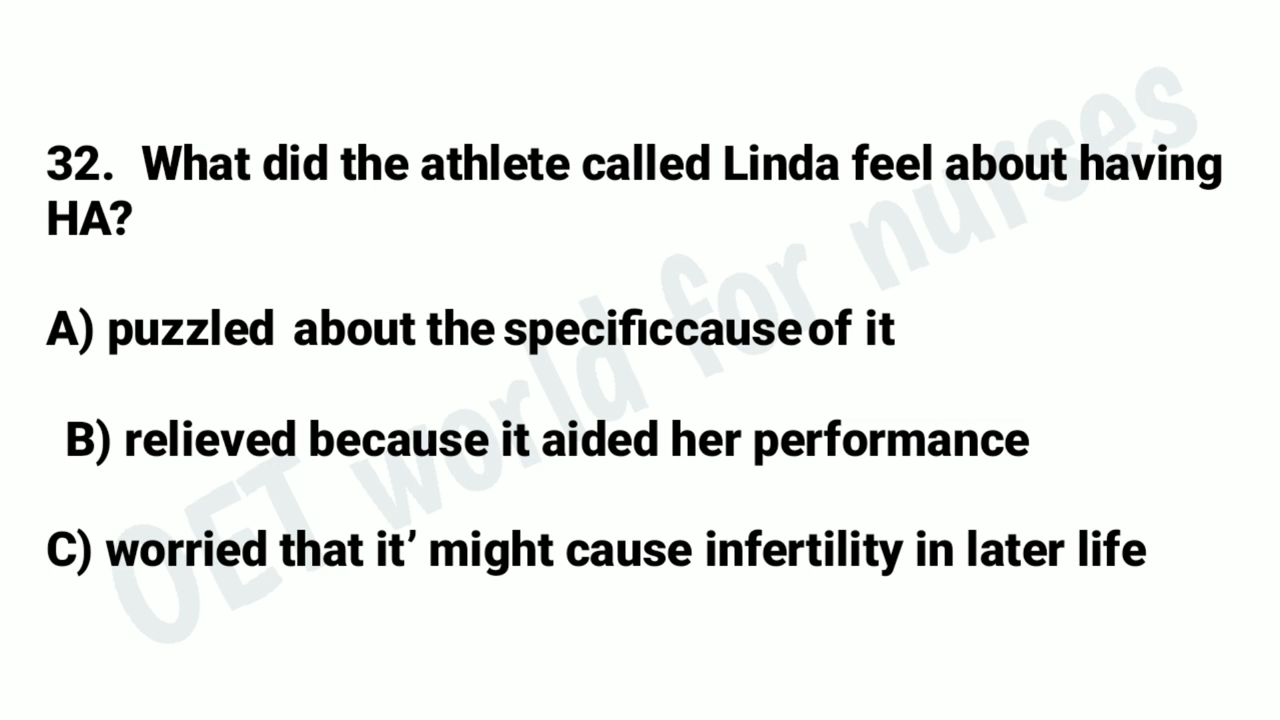 32. What did the athlete called Linda feel about having
HA?
A) puzzled about the specificcause of it
B) relieved because it aided her performance
C) worried that it’ might cause infertility in later life
OET world for nurses